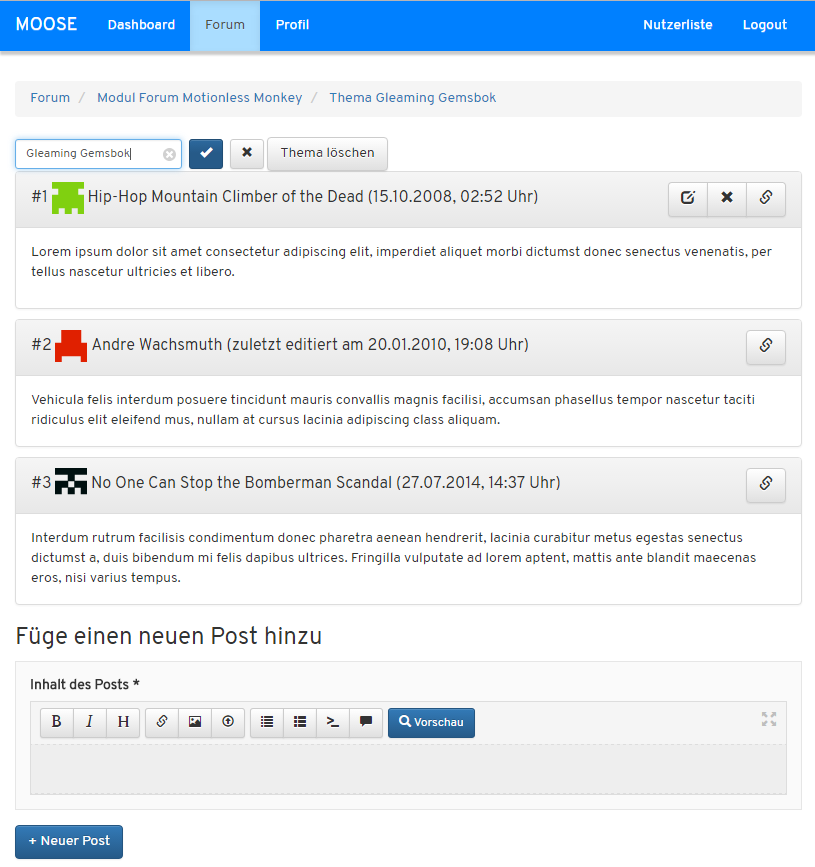 MOOSE Dashboard Forum Profil Nutzerliste Logout
Forum / Modul Forum Motionless Monkey / Thema Gleaming Gemsbok
Gleaming Gemsbok Thema löschen
#1 Hip-Hop Mountain Climber of the Dead (15.10.2008, 02:52 Uhr)
Lorem ipsum dolor sit amet consectetur adipiscing elit, imperdiet aliquet morbi dictumst donec senectus venenatis, per
tellus nascetur ultricies et libero.
#2 Andre Wachsmuth (zuletzt editiert am 20.01.2010, 19:08 Uhr)
Vehicula felis interdum posuere tincidunt mauris convallis magnis facilisi, accumsan phasellus tempor nascetur taciti
ridiculus elit eleifend mus, nullam at cursus lacinia adipiscing class aliquam.
#3 No One Can Stop the Bomberman Scandal (27.07.2014, 14:37 Uhr)
Interdum rutrum facilisis condimentum donec pharetra aenean hendrerit, lacinia curabitur metus egestas senectus
dictumst a, duis bibendum mi felis dapibus ultrices. Fringilla vulputate ad lorem aptent, mattis ante blandit maecenas
eros, nisi varius tempus.
Füge einen neuen Post hinzu
Inhalt des Posts *
B I H >_ Vorschau
+ Neuer Post